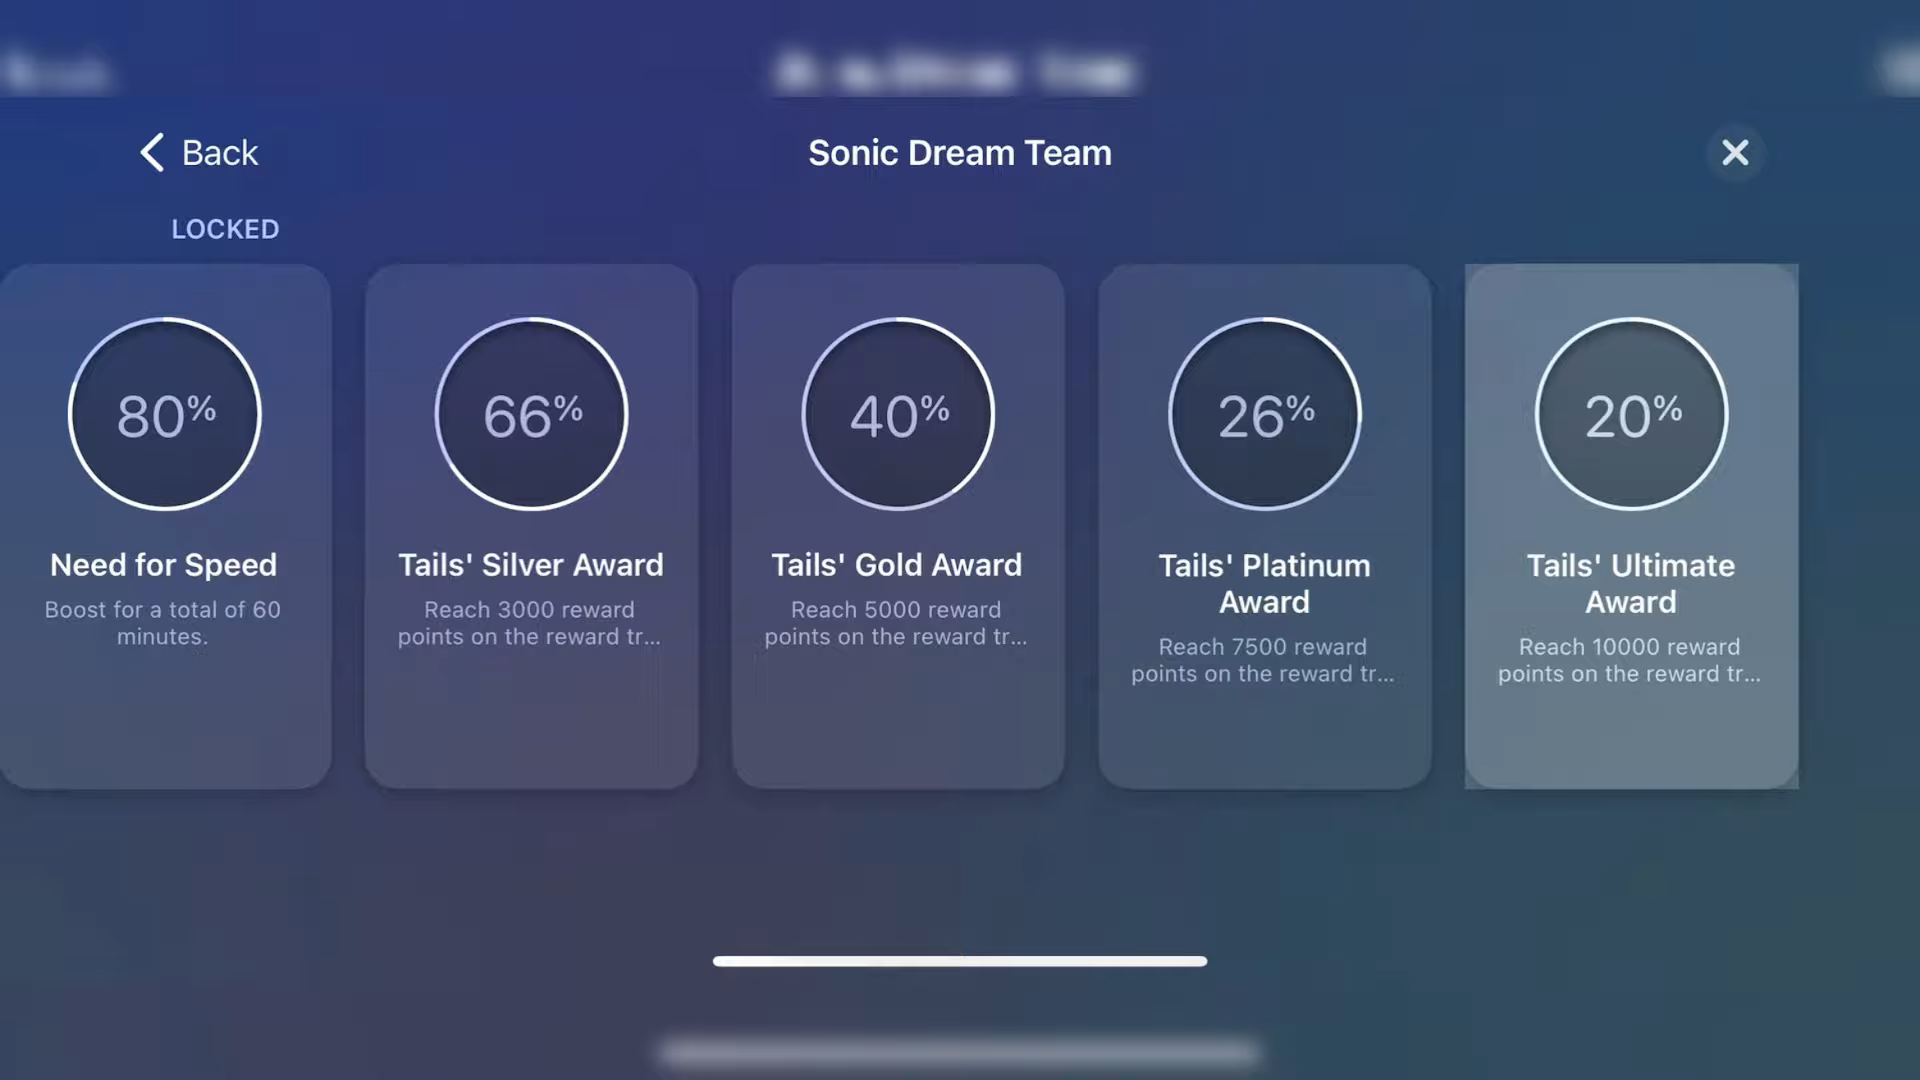 Back
Sonic Dream Team
LOCKED
80%
Need for Speed
Boost for a total of 60
minutes.
66%
Tails' Silver Award
Reach 3000 reward
points on the reward tr...
40%
Tails' Gold Award
Reach 5000 reward
points on the reward tr...
26%
Tails' Platinum
Award
Reach 7500 reward
points on the reward tr...
20%
Tails' Ultimate
Award
Reach 10000 reward
points on the reward tr...